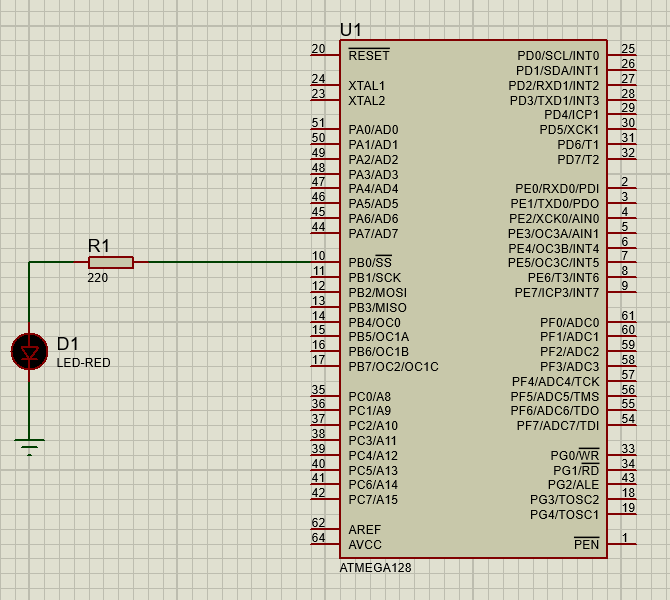 U1
20 RESET
24 XTAL1
23 XTAL2
51 PA0/AD0
50 PA1/AD1
49 PA2/AD2
48 PA3/AD3
47 PA4/AD4
46 PA5/AD5
45 PA6/AD6
44 PA7/AD7
10 PB0/SS
11 PB1/SCK
12 PB2/MOSI
13 PB3/MISO
14 PB4/OC0
15 PB5/OC1A
16 PB6/OC1B
17 PB7/OC2/OC1C
35 PC0/A8
36 PC1/A9
37 PC2/A10
38 PC3/A11
39 PC4/A12
40 PC5/A13
41 PC6/A14
42 PC7/A15
62 AREF
64 AVCC
PD0/SCL/INT0 25
PD1/SDA/INT1 26
PD2/RXD1/INT2 27
PD3/TXD1/INT3 28
PD4/ICP1 29
PD5/XCK1 30
PD6/T1 31
PD7/T2 32
PE0/RXD0/PDI 2
PE1/TXD0/PDO 3
PE2/XCK0/AIN0 4
PE3/OC3A/AIN1 5
PE4/OC3B/INT4 6
PE5/OC3C/INT5 7
PE6/T3/INT6 8
PE7/ICP3/INT7 9
PF0/ADC0 61
PF1/ADC1 60
PF2/ADC2 59
PF3/ADC3 58
PF4/ADC4/TCK 57
PF5/ADC5/TMS 56
PF6/ADC6/TDO 55
PF7/ADC7/TDI 54
PG0/WR 33
PG1/RD 34
PG2/ALE 43
PG3/TOSC2 18
PG4/TOSC1 19
PEN 1
ATMEGA128
R1
220
D1
LED-RED